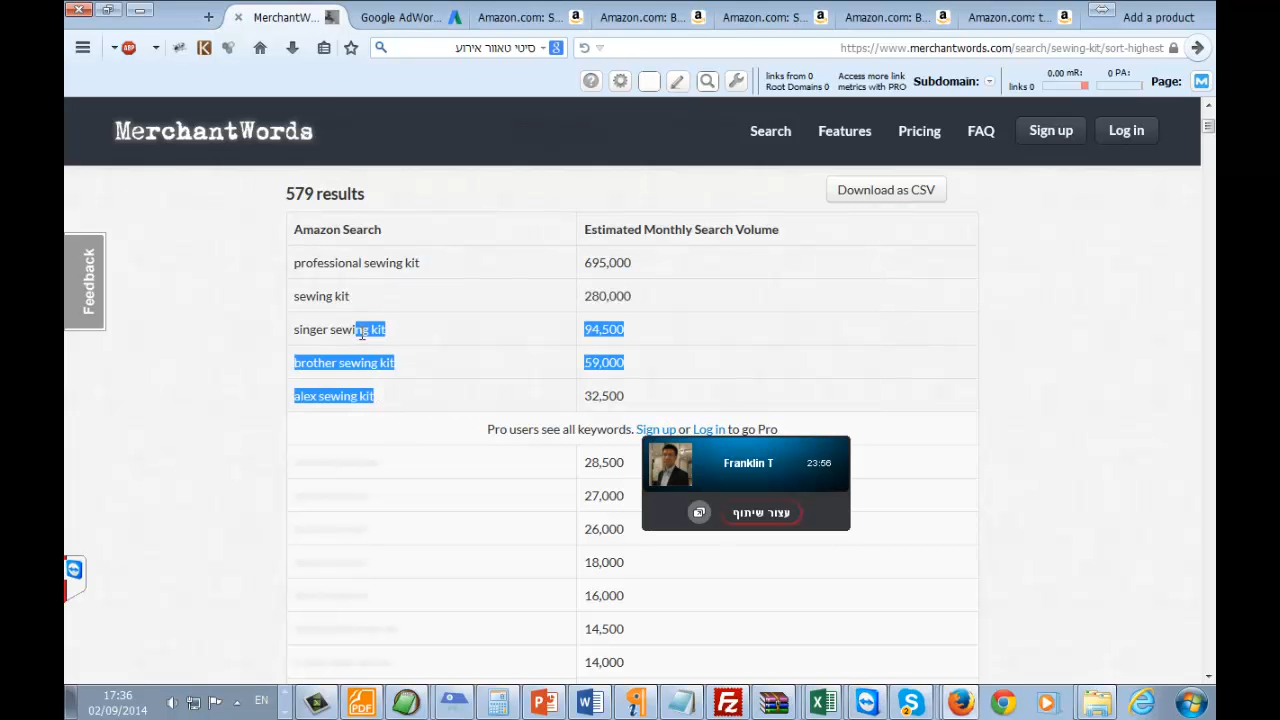 MerchantW...
Google AdWor...
Amazon.com: S...
Amazon.com: B...
Amazon.com: S...
Amazon.com: B...
Amazon.com: t...
Add a product
ABP
סיטי טאוור אירוע
https://www.merchantwords.com/search/sewing-kit/sort-highest
links from 0
Root Domains 0
Access more link
metrics with PRO
Subdomain:
links 0
0.00 mR:
0 PA:
Page:
MerchantWords
Search
Features
Pricing
FAQ
Sign up
Log in
Feedback
579 results
Download as CSV
Amazon Search Estimated Monthly Search Volume
professional sewing kit 695,000
sewing kit 280,000
singer sewing kit 94,500
brother sewing kit 59,000
alex sewing kit 32,500
Pro users see all keywords. Sign up or Log in to go Pro
28,500
27,000
26,000
18,000
16,000
14,500
14,000
Franklin T 23:56
עצור שיתוף
17:36
02/09/2014
EN
PDF